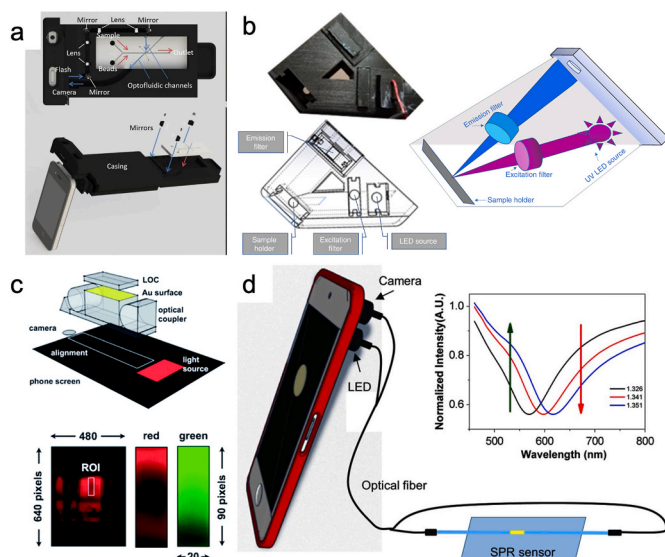 a
Mirror
Lens
Mirror
Sample
Outlet
Lens
Flash
Beads
Camera
Mirror
Optofluidic channels
Mirrors
Casing
b
Emission
filter
Sample
holder
Excitation
filter
LED source
Emission
filter
Excitation
filter
UV LED source
Sample holder
c
LOC
Au surface
optical
coupler
camera
alignment
light
source
phone screen
480
red
green
ROI
640 pixels
90 pixels
20
d
Camera
LED
Optical fiber
SPR sensor
Normalized Intensity(A.U.)
1.0
0.8
0.6
1.326
1.341
1.351
500
600
700
800
Wavelength (nm)